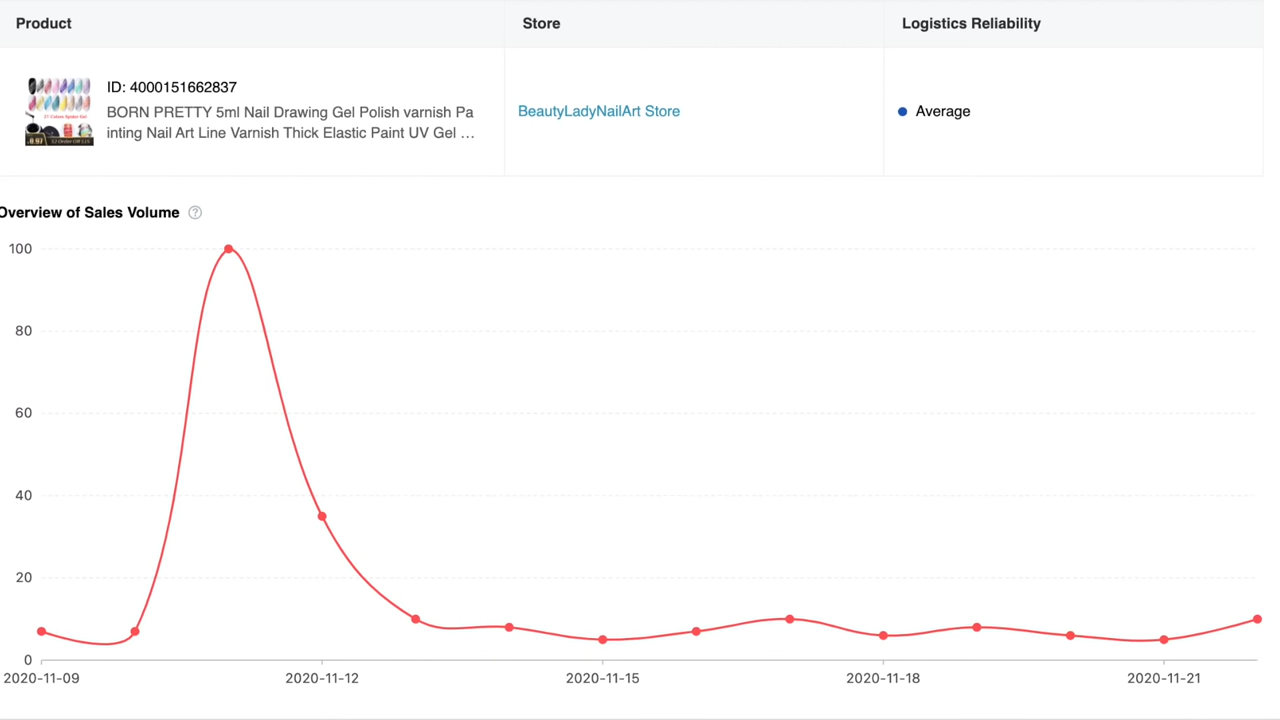 Product
Store
Logistics Reliability
ID: 4000151662837
BORN PRETTY 5ml Nail Drawing Gel Polish varnish Pa
inting Nail Art Line Varnish Thick Elastic Paint UV Gel ...
BeautyLadyNailArt Store
Average
Overview of Sales Volume ?
100
80
60
40
20
0
2020-11-09
2020-11-12
2020-11-15
2020-11-18
2020-11-21